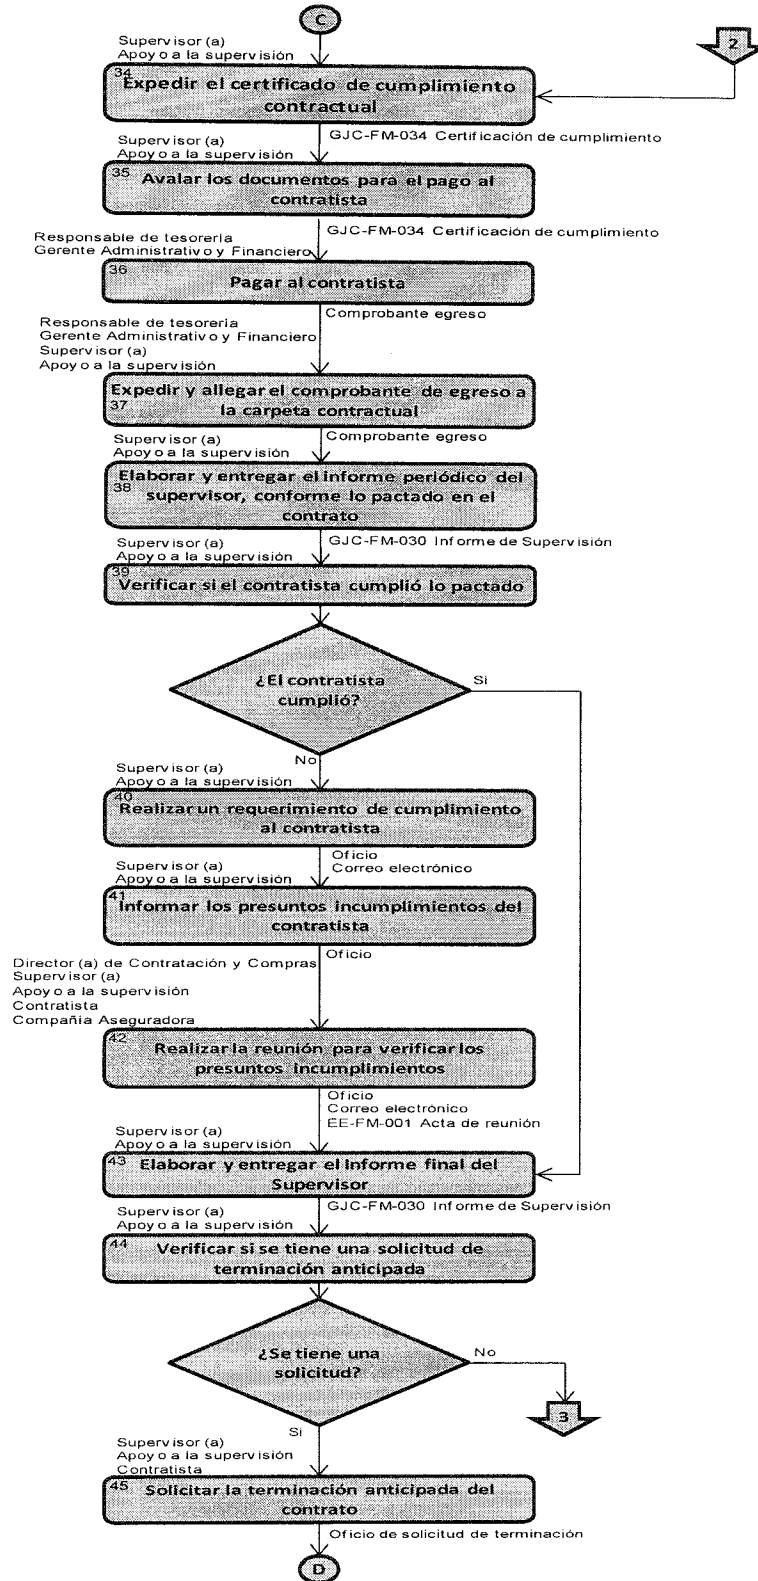 C
2
Supervisor (a)
Apoyo a la supervisión
34
Expedir el certificado de cumplimiento
contractual
GJC-FM-034 Certificación de cumplimiento
Supervisor (a)
Apoyo a la supervisión
35
Avalar los documentos para el pago al
contratista
GJC-FM-034 Certificación de cumplimiento
Responsable de tesorería
Gerente Administrativo y Financiero
36
Pagar al contratista
Comprobante egreso
Responsable de tesorería
Gerente Administrativo y Financiero
Supervisor (a)
Apoyo a la supervisión
37
Expedir y allegar el comprobante de egreso a
la carpeta contractual
Comprobante egreso
Supervisor (a)
Apoyo a la supervisión
38
Elaborar y entregar el informe periódico del
supervisor, conforme lo pactado en el
contrato
GJC-FM-030 Informe de Supervisión
Supervisor (a)
Apoyo a la supervisión
39
Verificar si el contratista cumplió lo pactado
¿El contratista
cumplió?
Si
No
Supervisor (a)
Apoyo a la supervisión
40
Realizar un requerimiento de cumplimiento
al contratista
Oficio
Correo electrónico
Supervisor (a)
Apoyo a la supervisión
41
Informar los presuntos incumplimientos del
contratista
Oficio
Director (a) de Contratación y Compras
Supervisor (a)
Apoyo a la supervisión
Contratista
Compañía Aseguradora
42
Realizar la reunión para verificar los
presuntos incumplimientos
Oficio
Correo electrónico
EE-FM-001 Acta de reunión
Supervisor (a)
Apoyo a la supervisión
43
Elaborar y entregar el informe final del
Supervisor
GJC-FM-030 Informe de Supervisión
Supervisor (a)
Apoyo a la supervisión
44
Verificar si se tiene una solicitud de
terminación anticipada
¿Se tiene una
solicitud?
No
3
Si
Supervisor (a)
Apoyo a la supervisión
Contratista
45
Solicitar la terminación anticipada del
contrato
Oficio de solicitud de terminación
D